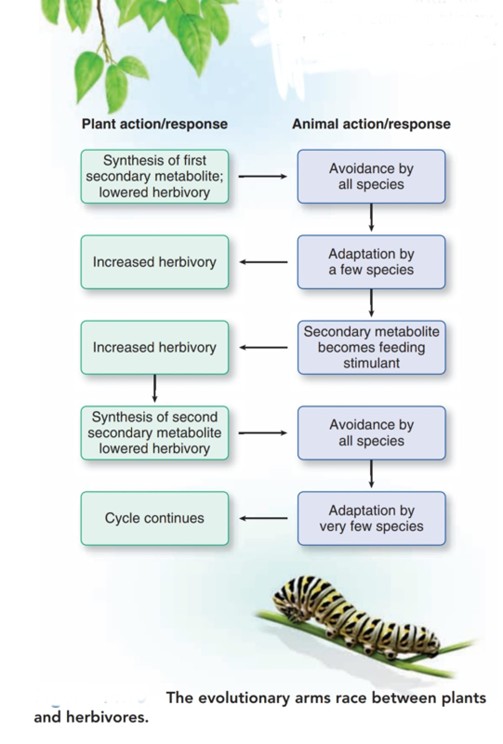 Plant action/response
Animal action/response
Synthesis of first
secondary metabolite;
lowered herbivory
Avoidance by
all species
Increased herbivory
Adaptation by
a few species
Increased herbivory
Secondary metabolite
becomes feeding
stimulant
Synthesis of second
secondary metabolite
lowered herbivory
Avoidance by
all species
Cycle continues
Adaptation by
very few species
The evolutionary arms race between plants
and herbivores.